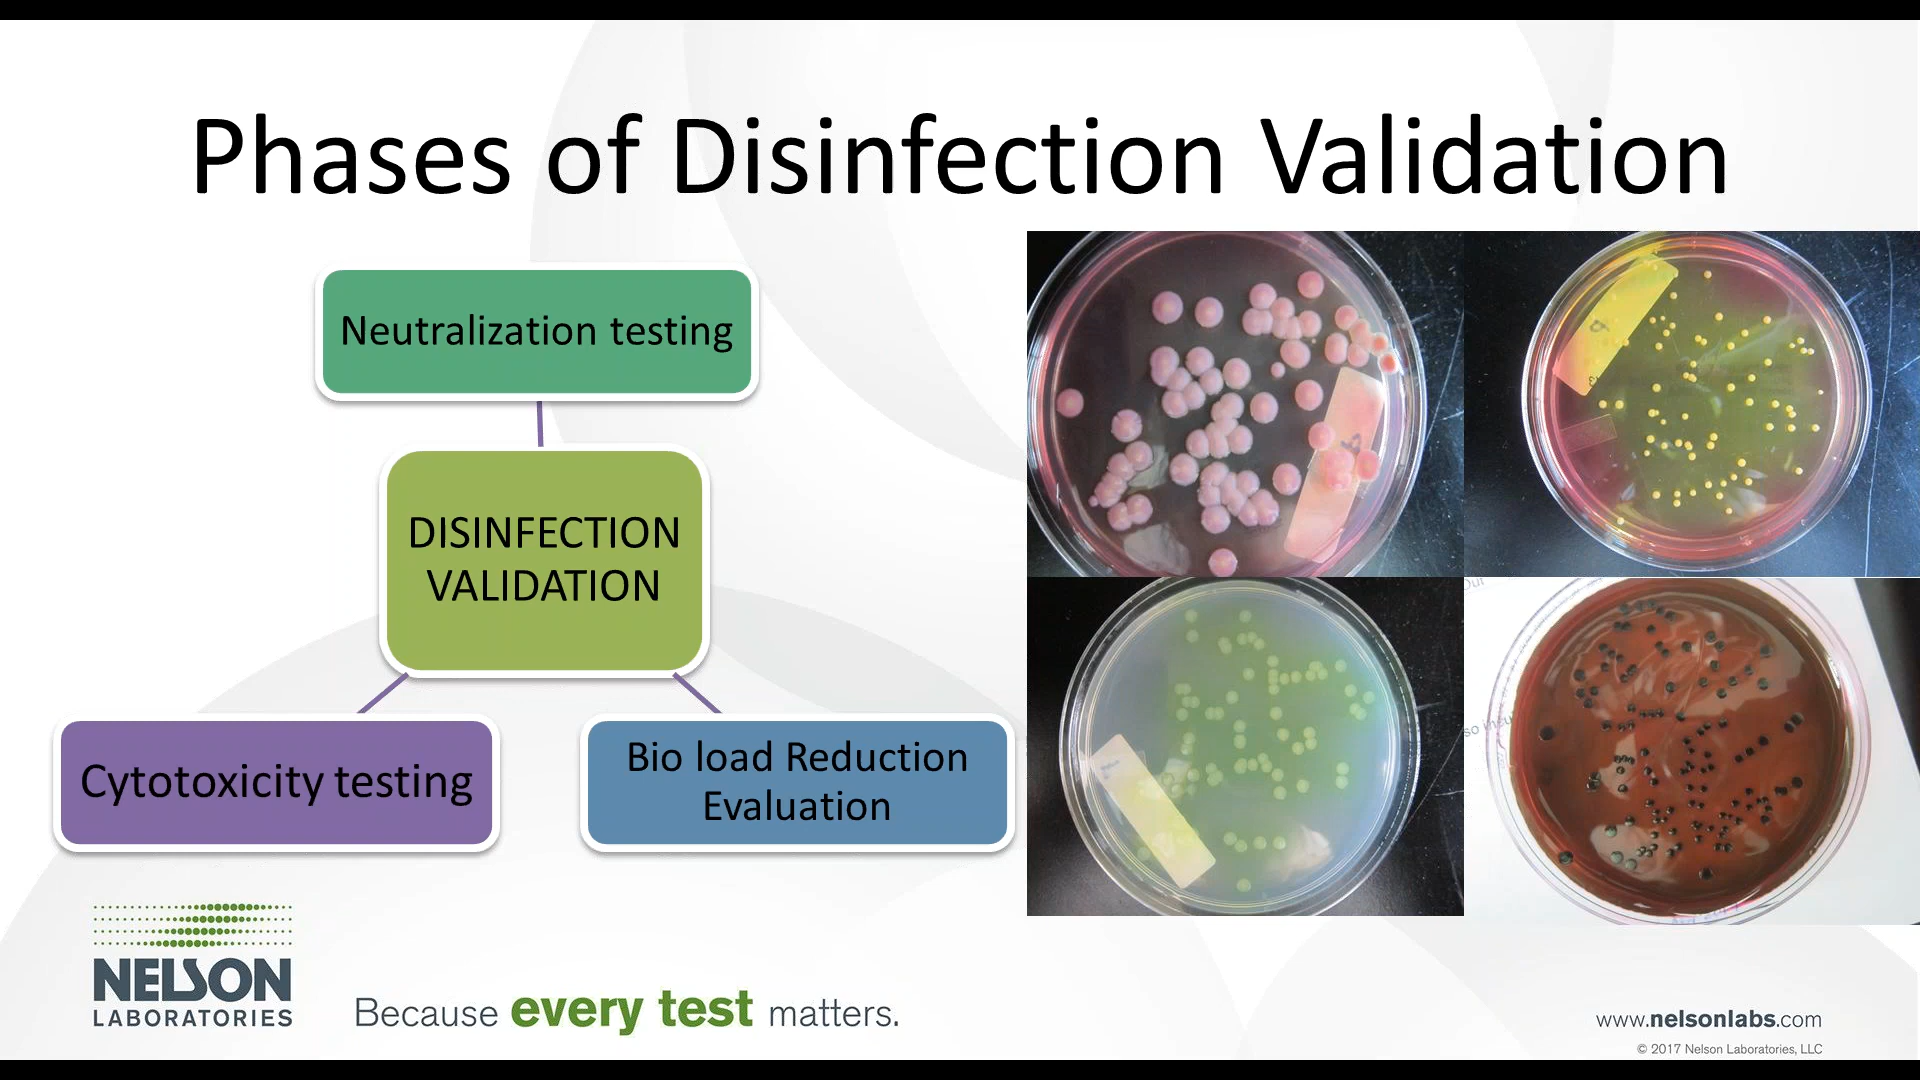 Phases of Disinfection Validation
Neutralization testing
DISINFECTION
VALIDATION
Cytotoxicity testing
Bio load Reduction
Evaluation
NELSON
LABORATORIES
Because every test matters.
www.nelsonlabs.com
© 2017 Nelson Laboratories, LLC